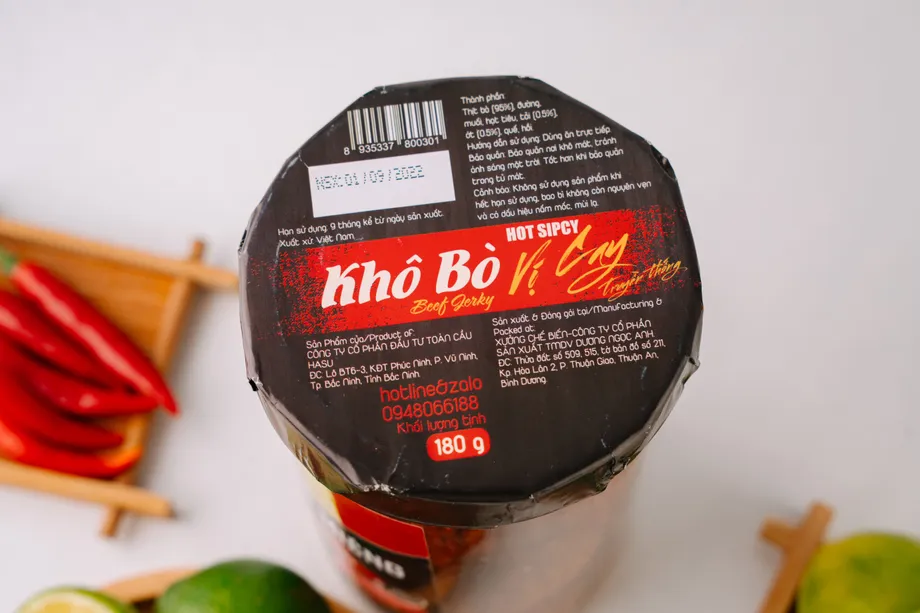 8 935337 800301
NSX:01/09/2022
Hạn sử dụng: 9 tháng kể từ ngày sản xuất.
Xuất xứ: Việt Nam
Thành phần:
Thịt bò (95%), đường,
muối, hạt tiêu, tỏi (0.5%),
ớt (0.5%), quế, hồi.
Hướng dẫn sử dụng: Dùng ăn trực tiếp
Bảo quản: Bảo quản nơi khô mát, tránh
ánh sáng mặt trời. Tốt hơn khi bảo quản
trong tủ mát.
Cảnh báo: Không sử dụng sản phẩm khi
hết hạn sử dụng, bao bì không còn nguyên vẹn
và có dấu hiệu nấm mốc, mùi lạ.
HOT SIPCY
Khô Bò Vị Cay
Beef Jerky
Truyền thống
Sản Phẩm của/Product of:
CÔNG TY CỔ PHẦN ĐẦU TƯ TOÀN CẦU
HASU
ĐC: Lô BT6-3, KĐT Phúc Ninh, P. Vũ Ninh,
Tp. Bắc Ninh, Tỉnh Bắc Ninh
hotline&zalo
0948066188
Khối lượng tịnh
180 g
Sản xuất & Đóng gói tại/Manufacturing &
Packed at:
XƯỞNG CHẾ BIẾN-CÔNG TY CỔ PHẦN
SẢN XUẤT TMDV DƯƠNG NGỌC ANH.
ĐC: Thửa đất số 509, 515, tờ bản đồ số 211,
Kp. Hòa Lân 2, P. Thuận Giao, Thuận An,
Bình Dương.